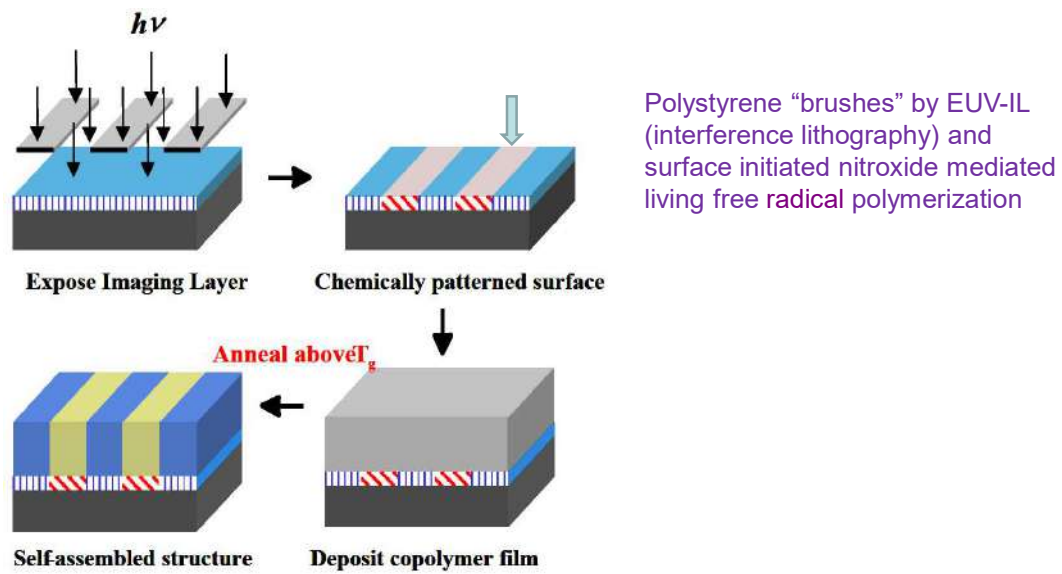 hν
Polystyrene “brushes” by EUV-IL
(interference lithography) and
surface initiated nitroxide mediated
living free radical polymerization
Expose Imaging Layer
Chemically patterned surface
Anneal aboveTg
Self-assembled structure
Deposit copolymer film